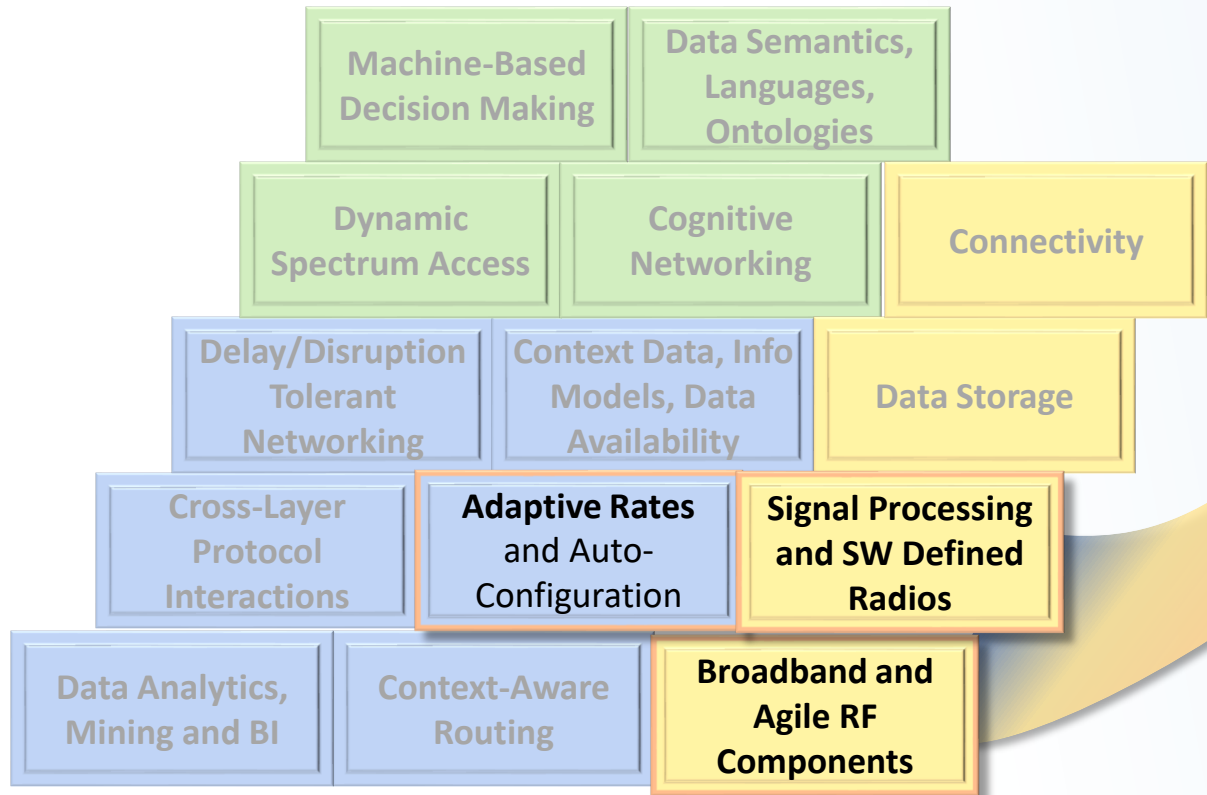 Machine-Based
Decision Making
Data Semantics,
Languages,
Ontologies
Dynamic
Spectrum Access
Cognitive
Networking
Connectivity
Delay/Disruption
Tolerant
Networking
Context Data, Info
Models, Data
Availability
Data Storage
Cross-Layer
Protocol
Interactions
Adaptive Rates
and Auto-
Configuration
Signal Processing
and SW Defined
Radios
Data Analytics,
Mining and BI
Context-Aware
Routing
Broadband and
Agile RF
Components